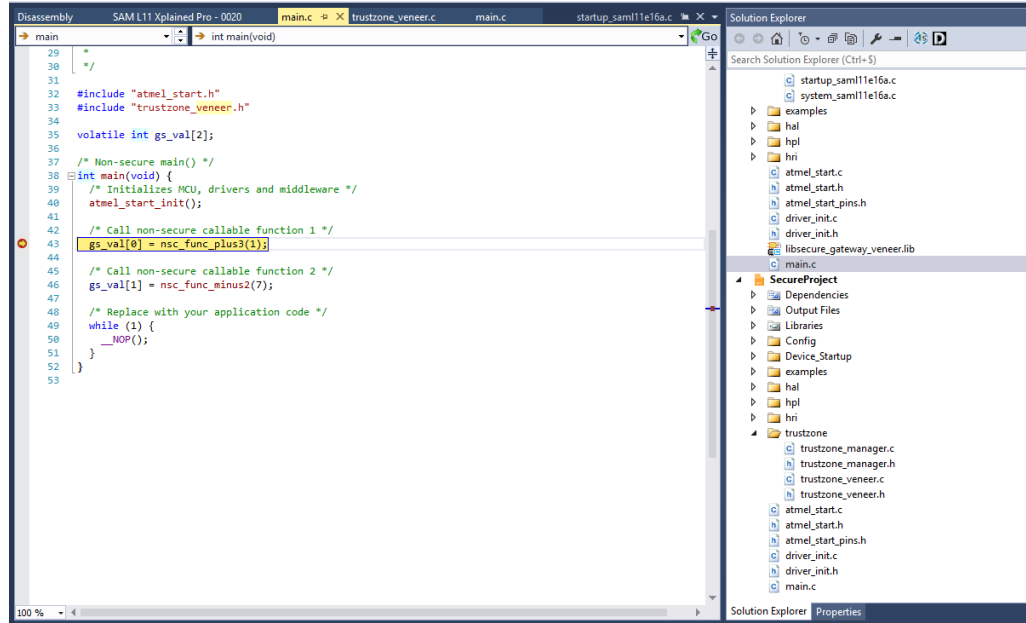 Disassembly SAM L11 Xplained Pro - 0020 main.c trustzone_veneer.c main.c startup_saml11e16a.c
main int main(void) Go
29 *
30 */
31
32 #include "atmel_start.h"
33 #include "trustzone_veneer.h"
34
35 volatile int gs_val[2];
36
37 /* Non-secure main() */
38 int main(void) {
39 /* Initializes MCU, drivers and middleware */
40 atmel_start_init();
41
42 /* Call non-secure callable function 1 */
43 gs_val[0] = nsc_func_plus3(1);
44
45 /* Call non-secure callable function 2 */
46 gs_val[1] = nsc_func_minus2(7);
47
48 /* Replace with your application code */
49 while (1) {
50 __NOP();
51 }
52 }
53
100 %
Solution Explorer
Search Solution Explorer (Ctrl+$)
startup_saml11e16a.c
system_saml11e16a.c
examples
hal
hpl
hri
atmel_start.c
atmel_start.h
atmel_start_pins.h
driver_init.c
driver_init.h
libsecure_gateway_veneer.lib
main.c
SecureProject
Dependencies
Output Files
Libraries
Config
Device_Startup
examples
hal
hpl
hri
trustzone
trustzone_manager.c
trustzone_manager.h
trustzone_veneer.c
trustzone_veneer.h
atmel_start.c
atmel_start.h
atmel_start_pins.h
driver_init.c
driver_init.h
main.c
Solution Explorer Properties